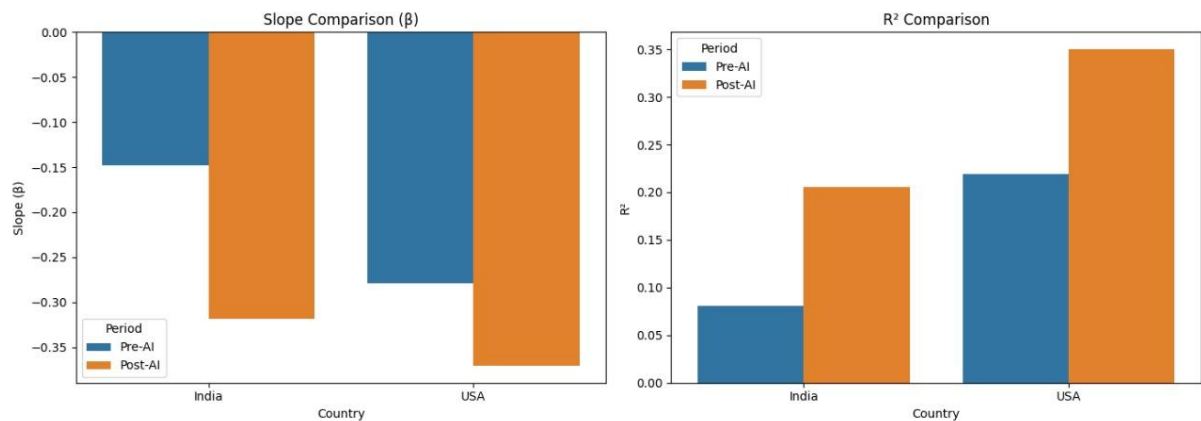 Slope Comparison (β)
0.00
−0.05
−0.10
−0.15
−0.20
−0.25
−0.30
−0.35
Slope (β)
Period
Pre-AI
Post-AI
India
USA
Country
R² Comparison
0.35
0.30
0.25
0.20
0.15
0.10
0.05
0.00
R²
Period
Pre-AI
Post-AI
India
USA
Country